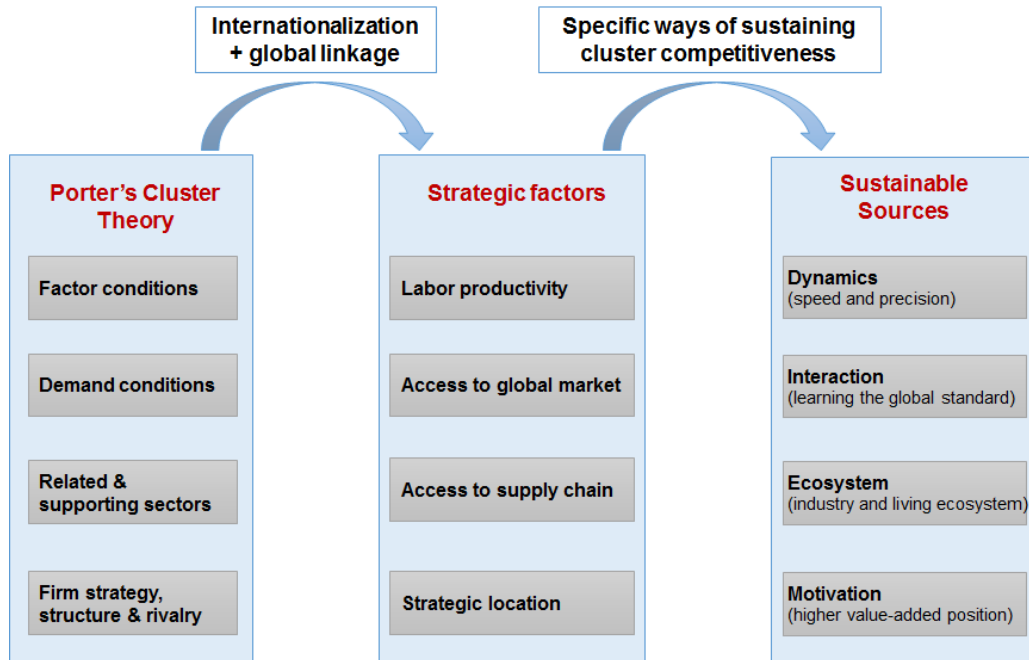 Internationalization
+ global linkage
Specific ways of sustaining
cluster competitiveness
Porter’s Cluster
Theory
Factor conditions
Demand conditions
Related &
supporting sectors
Firm strategy,
structure & rivalry
Strategic factors
Labor productivity
Access to global market
Access to supply chain
Strategic location
Sustainable
Sources
Dynamics
(speed and precision)
Interaction
(learning the global standard)
Ecosystem
(industry and living ecosystem)
Motivation
(higher value-added position)